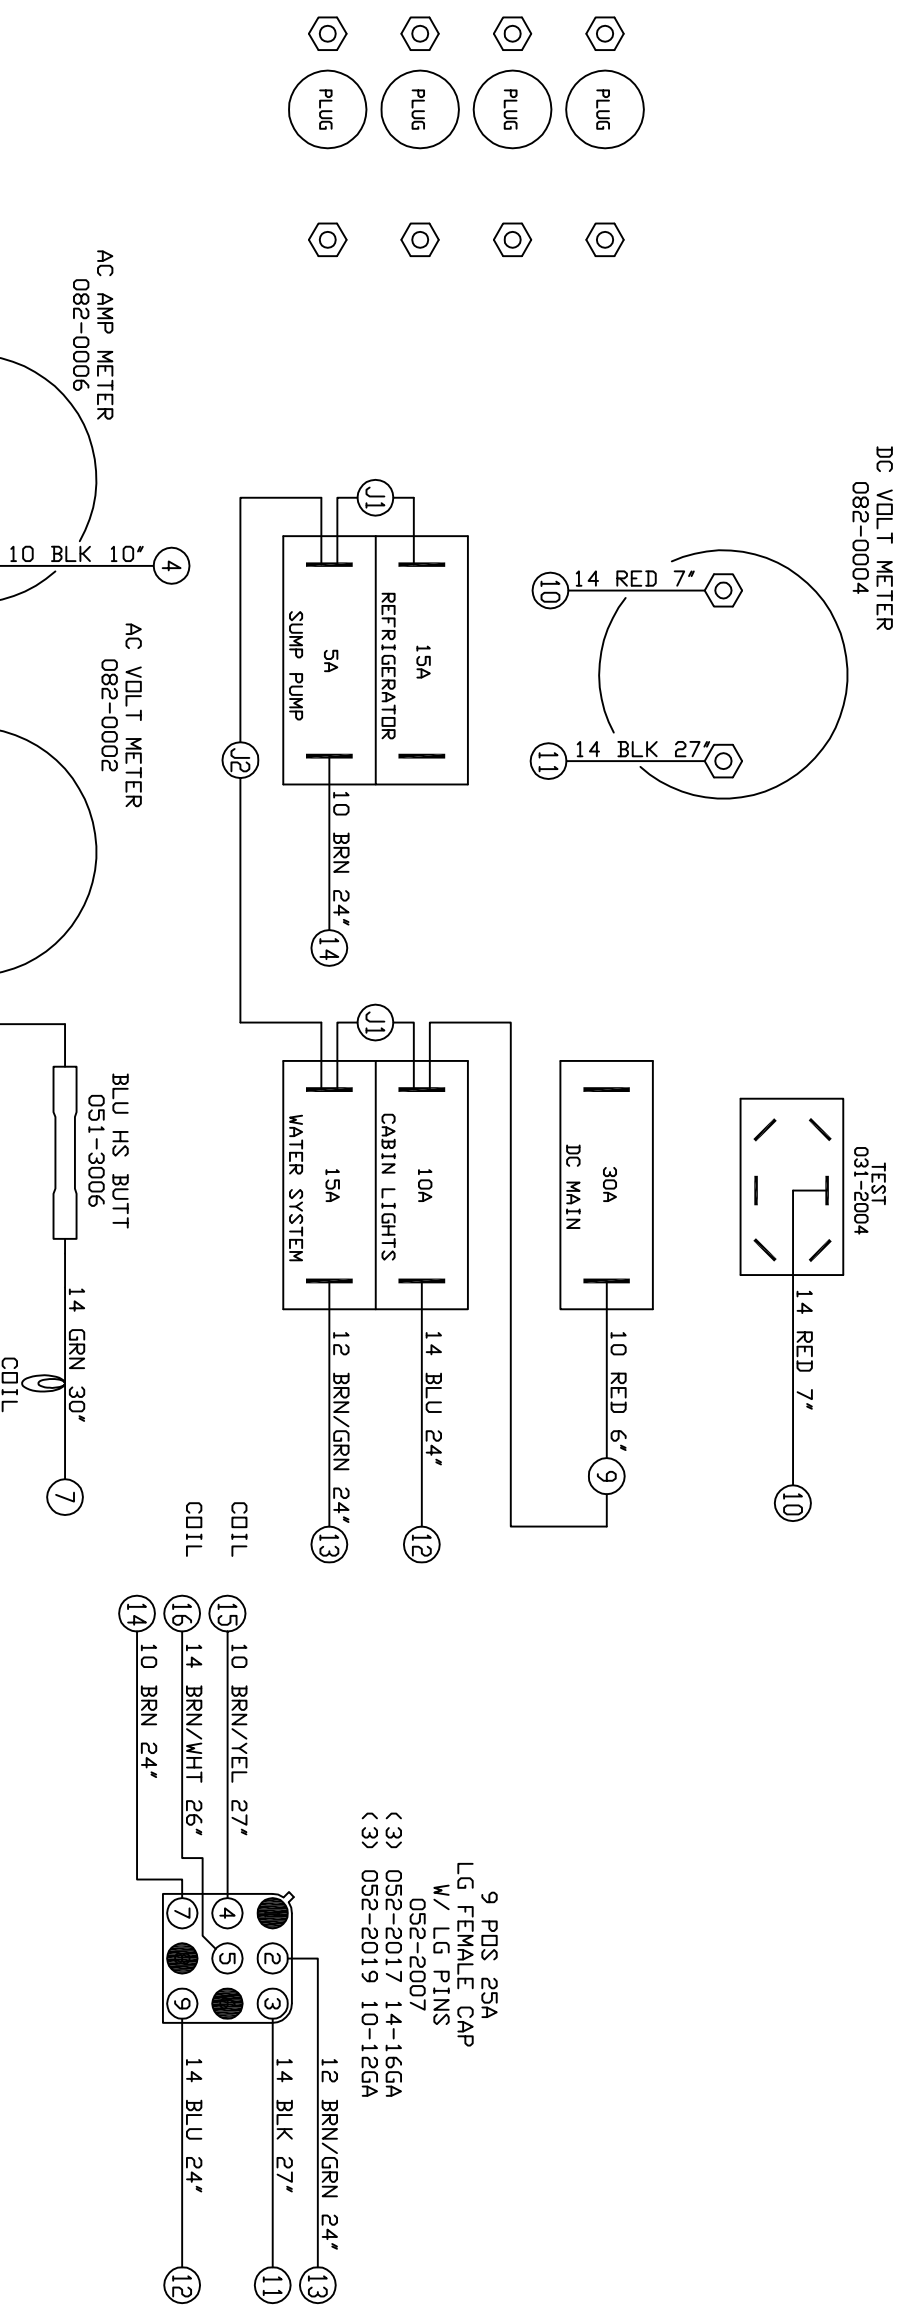 PLUG
PLUG
PLUG
PLUG
DC VOLT METER
082-0004
14 RED 7"
10
14 BLK 27"
11
AC AMP METER
082-0006
10 BLK 10"
4
AC VOLT METER
082-0002
J1
15A
REFRIGERATOR
5A
SUMP PUMP
10 BRN 24"
14
J2
TEST
031-2004
14 RED 7"
10
30A
DC MAIN
10 RED 6"
9
J1
10A
CABIN LIGHTS
14 BLU 24"
12
15A
WATER SYSTEM
12 BRN/GRN 24"
13
BLU HS BUTT
051-3006
14 GRN 30"
COIL
7
COIL
COIL
15
10 BRN/YEL 27"
16
14 BRN/WHT 26"
14
10 BRN 24"
9 POS 25A
LG FEMALE CAP
W/ LG PINS
052-2007
(3) 052-2017 14-16GA
(3) 052-2019 10-12GA
2
3
4
5
7
9
12 BRN/GRN 24"
13
14 BLK 27"
11
14 BLU 24"
12